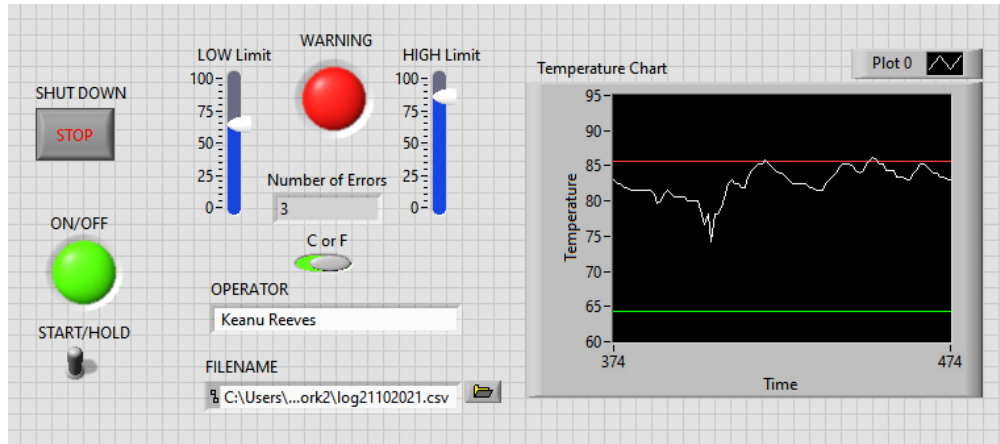 SHUT DOWN
STOP
ON/OFF
START/HOLD
LOW Limit
100
75
50
25
0
WARNING
HIGH Limit
100
75
50
25
0
Number of Errors
3
C or F
OPERATOR
Keanu Reeves
FILENAME
C:\Users\...ork2\log21102021.csv
Temperature Chart
Plot 0
Temperature
95
90
85
80
75
70
65
60
374
474
Time